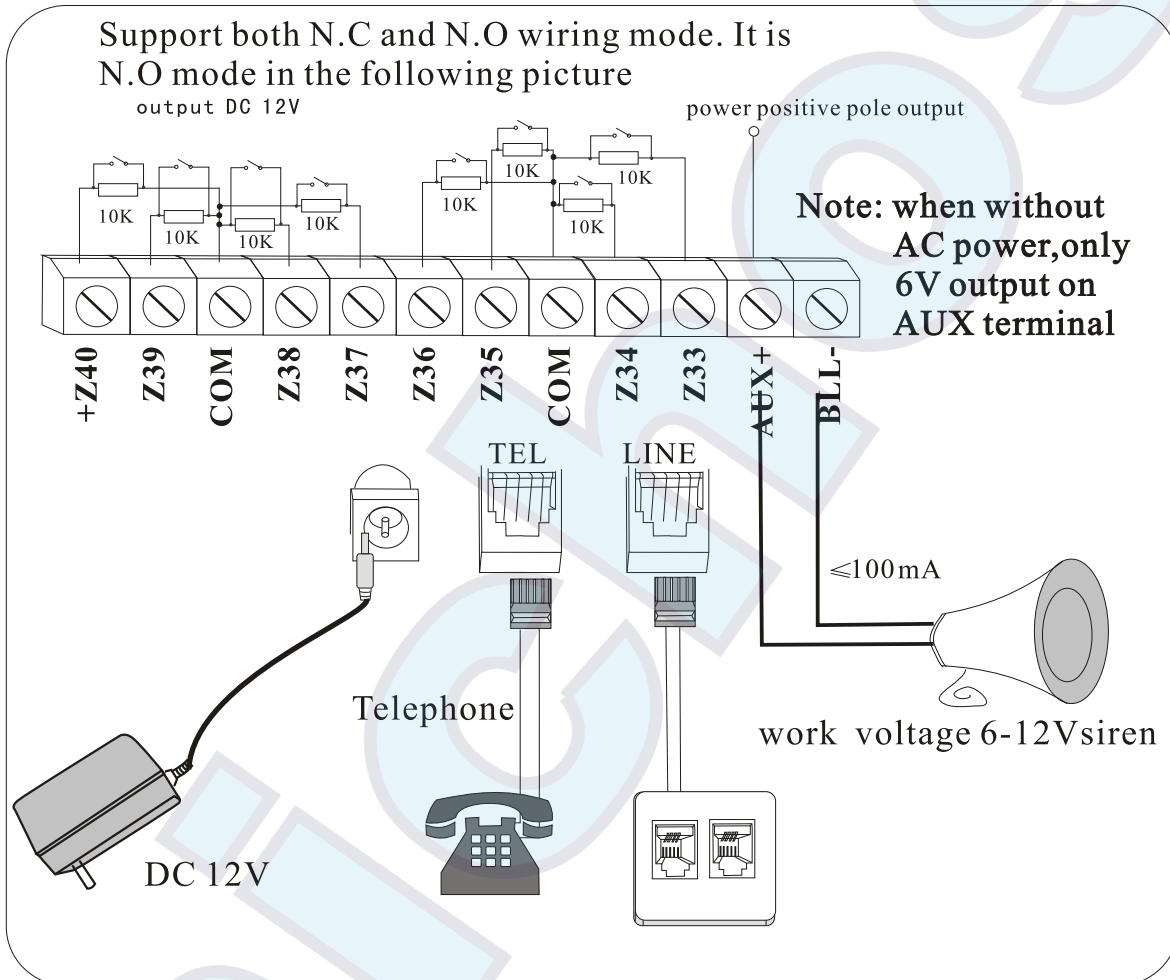 Support both N.C and N.O wiring mode. It is
N.O mode in the following picture
output DC 12V
power positive pole output
10K
10K
10K
10K
10K
10K
10K
10K
Note: when without
AC power,only
6V output on
AUX terminal
+Z40
Z39
COM
Z38
Z37
Z36
Z35
COM
Z34
Z33
AUX+
BLL-
TEL
LINE
≤100mA
Telephone
work voltage 6-12Vsiren
DC 12V